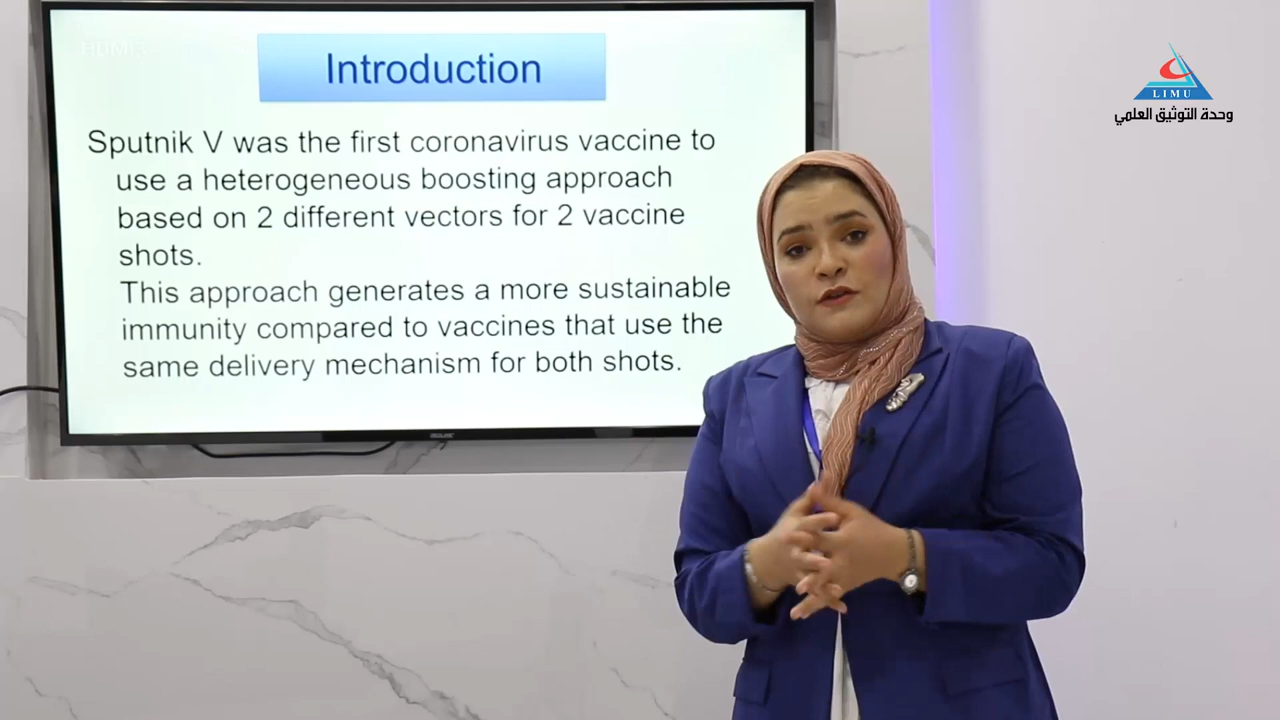 Introduction
Sputnik V was the first coronavirus vaccine to
use a heterogeneous boosting approach
based on 2 different vectors for 2 vaccine
shots.
This approach generates a more sustainable
immunity compared to vaccines that use the
same delivery mechanism for both shots.
LIMU
وحدة التوثيق العلمي